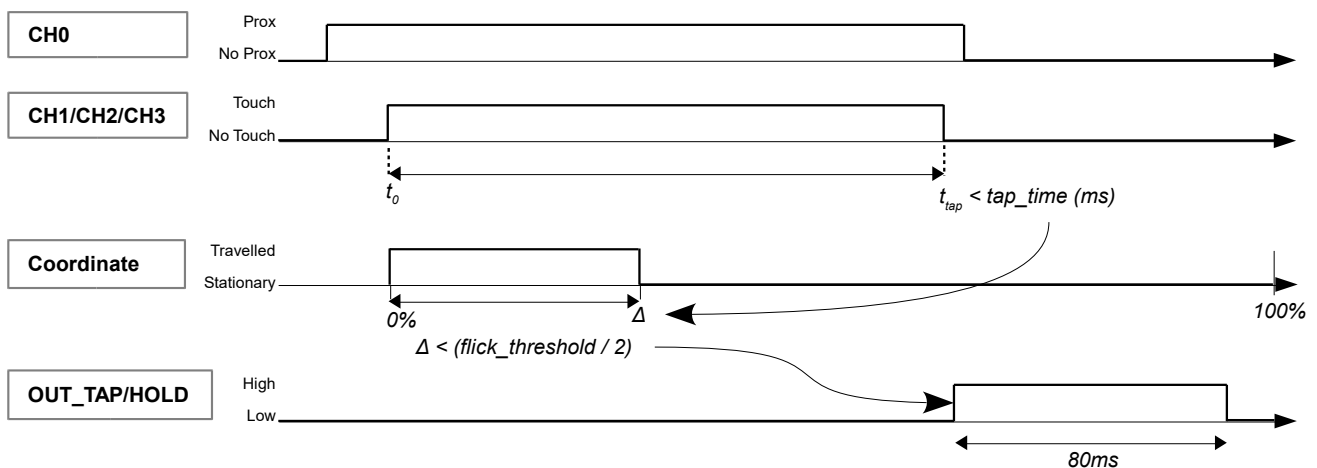 CH0
Prox
No Prox
CH1/CH2/CH3
Touch
No Touch
t0
ttap < tap_time (ms)
Coordinate
Travelled
Stationary
0%
Δ
100%
Δ < (flick_threshold / 2)
OUT_TAP/HOLD
High
Low
80ms